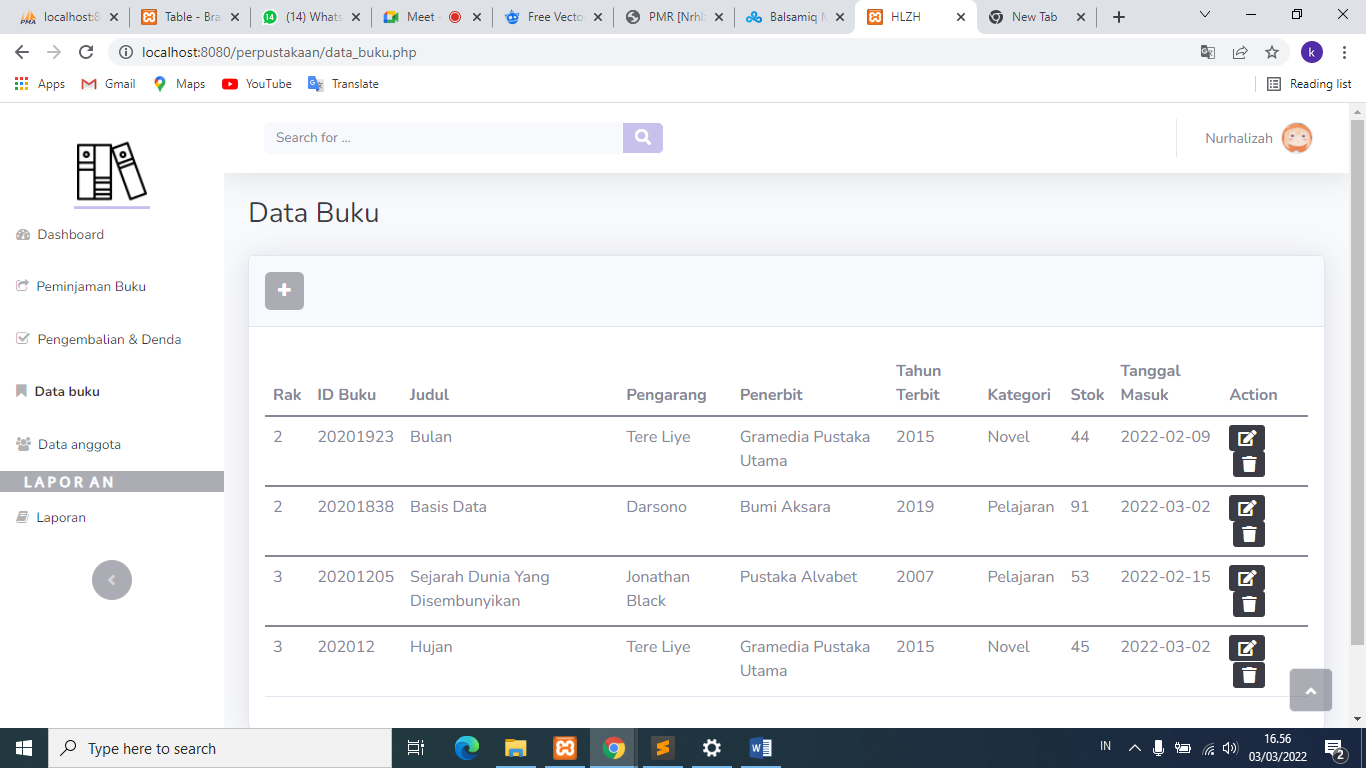 localhost:8
Table - Bra
(14) Whats
Meet -
Free Vecto
PMR [Nrhl
Balsamiq
HLZH
New Tab
localhost:8080/perpustakaan/data_buku.php
k
Apps
Gmail
Maps
YouTube
Translate
Reading list
Search for ...
Nurhalizah
Dashboard
Peminjaman Buku
Pengembalian & Denda
Data buku
Data anggota
LAPORAN
Laporan
Data Buku
Rak ID Buku Judul Pengarang Penerbit Tahun Terbit Kategori Stok Tanggal Masuk Action
2 20201923 Bulan Tere Liye Gramedia Pustaka Utama 2015 Novel 44 2022-02-09
2 20201838 Basis Data Darsono Bumi Aksara 2019 Pelajaran 91 2022-03-02
3 20201205 Sejarah Dunia Yang Disembunyikan Jonathan Black Pustaka Alvabet 2007 Pelajaran 53 2022-02-15
3 202012 Hujan Tere Liye Gramedia Pustaka Utama 2015 Novel 45 2022-03-02
Type here to search
IN
16.56
03/03/2022
2